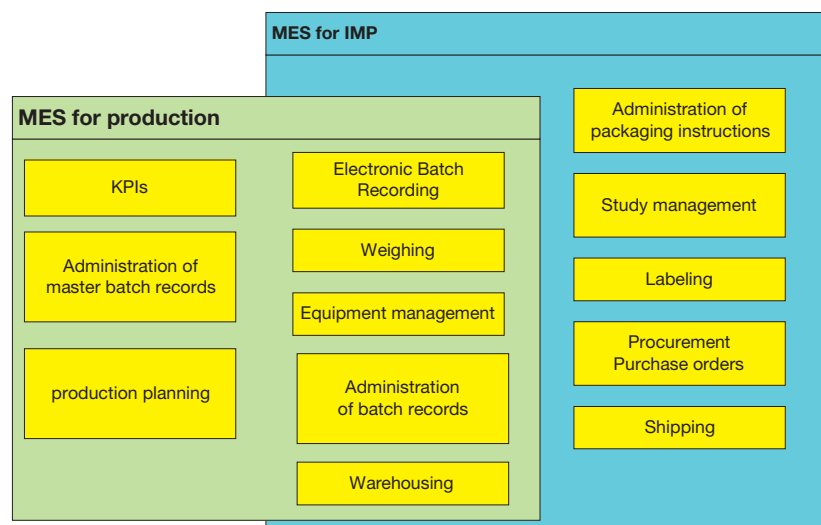 MES for IMP
MES for production
KPIs
Administration of
master batch records
production planning
Electronic Batch
Recording
Weighing
Equipment management
Administration
of batch records
Warehousing
Administration of
packaging instructions
Study management
Labeling
Procurement
Purchase orders
Shipping